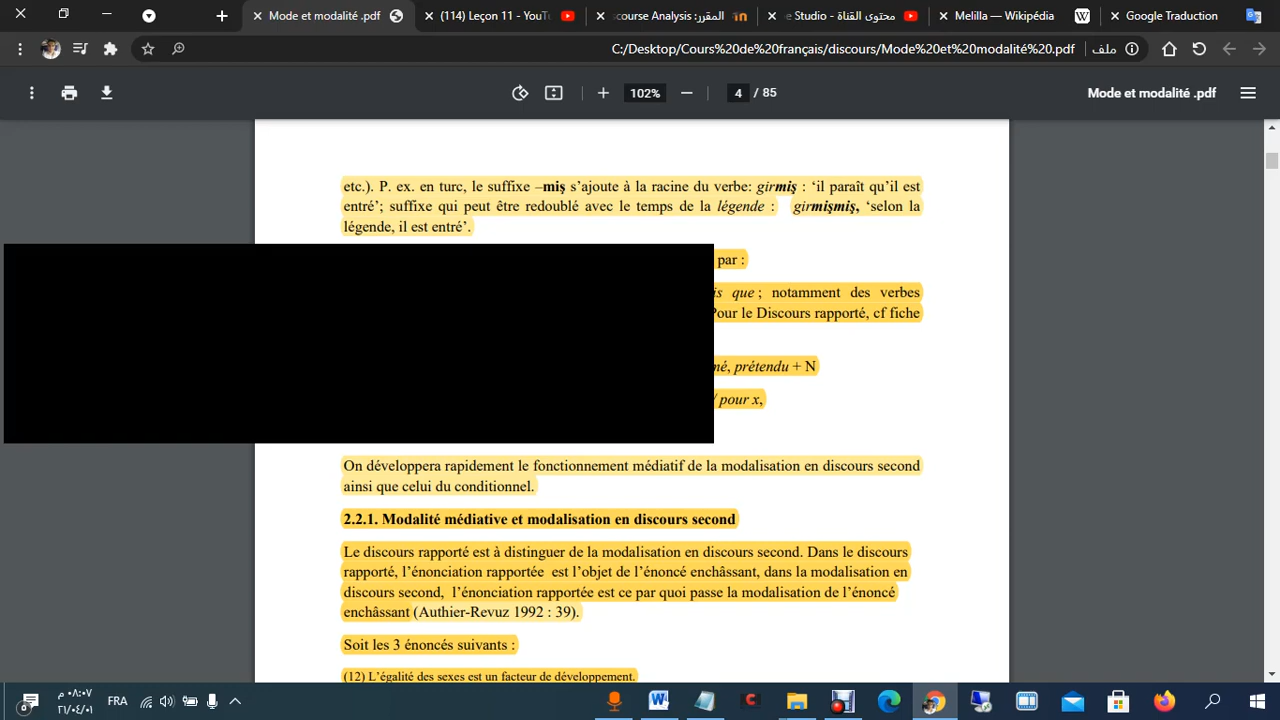 Mode et modalité .pdf
(114) Leçon 11 - YouT
course Analysis :المقرر
e Studio - محتوى القناة
Melilla — Wikipédia
Google Traduction
C:/Desktop/Cours%20de%20français/discours/Mode%20et%20modalité%20.pdf
ملف
102%
4 / 85
Mode et modalité .pdf
etc.). P. ex. en turc, le suffixe –miş s’ajoute à la racine du verbe: girmiş : ‘il paraît qu’il est
entré’; suffixe qui peut être redoublé avec le temps de la légende : girmişmiş, ‘selon la
légende, il est entré’.
par :
is que ; notamment des verbes
Pour le Discours rapporté, cf fiche
mé, prétendu + N
/ pour x,
On développera rapidement le fonctionnement médiatif de la modalisation en discours second
ainsi que celui du conditionnel.
2.2.1. Modalité médiative et modalisation en discours second
Le discours rapporté est à distinguer de la modalisation en discours second. Dans le discours
rapporté, l’énonciation rapportée est l’objet de l’énoncé enchâssant, dans la modalisation en
discours second, l’énonciation rapportée est ce par quoi passe la modalisation de l’énoncé
enchâssant (Authier-Revuz 1992 : 39).
Soit les 3 énoncés suivants :
(12) L’égalité des sexes est un facteur de développement.
FRA
م ٠٨:٠٧